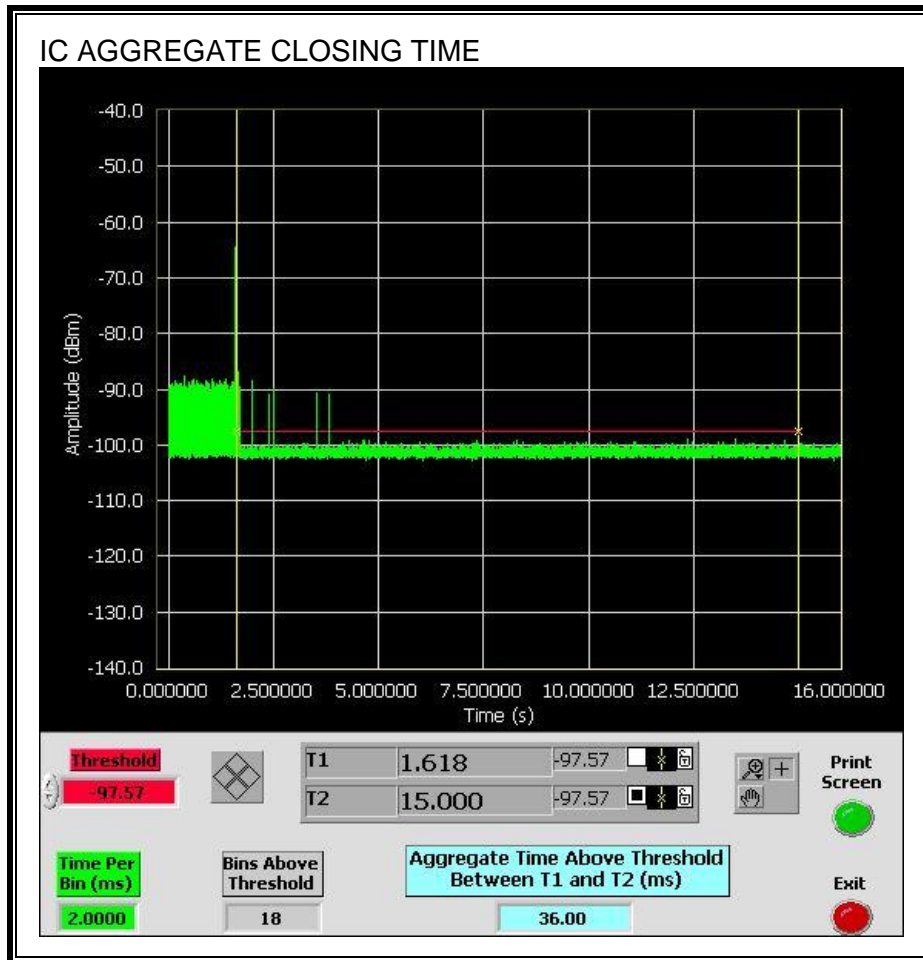 IC AGGREGATE CLOSING TIME
-40.0
-50.0
-60.0
-70.0
-80.0
-90.0
-100.0
-110.0
-120.0
-130.0
-140.0
Amplitude (dBm)
0.000000 2.500000 5.000000 7.500000 10.000000 12.500000 16.000000
Time (s)
Threshold
-97.57
T1 1.618 -97.57
T2 15.000 -97.57
Print
Screen
Time Per
Bin (ms)
2.0000
Bins Above
Threshold
18
Aggregate Time Above Threshold
Between T1 and T2 (ms)
36.00
Exit